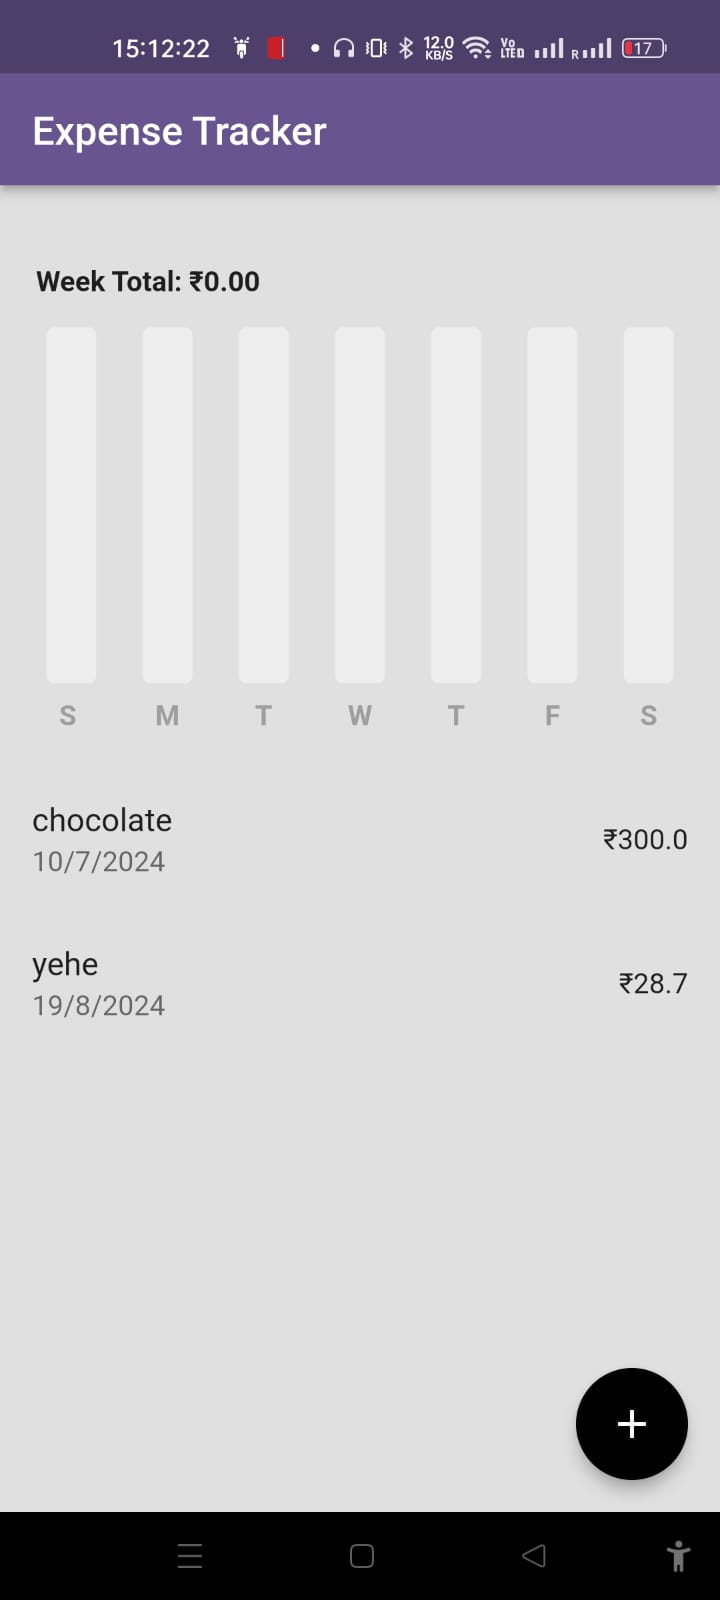 15:12:22 12.0 KB/S Vo LTED R 17
Expense Tracker
Week Total: ₹0.00
S M T W T F S
chocolate
10/7/2024
₹300.0
yehe
19/8/2024
₹28.7